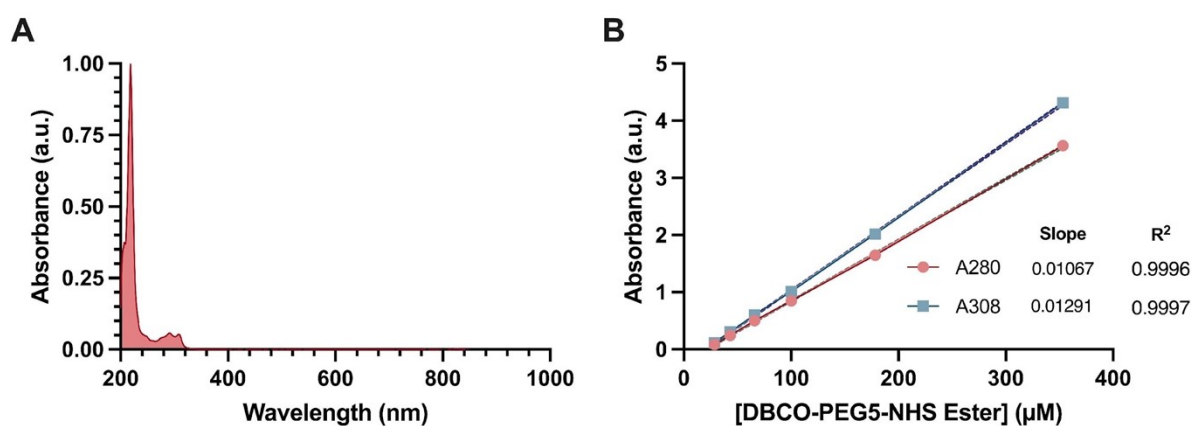 A
Absorbance (a.u.)
1.00
0.75
0.50
0.25
0.00
200
400
600
800
1000
Wavelength (nm)
B
Absorbance (a.u.)
5
4
3
2
1
0
0
100
200
300
400
[DBCO-PEG5-NHS Ester] (μM)
Slope R²
A280 0.01067 0.9996
A308 0.01291 0.9997